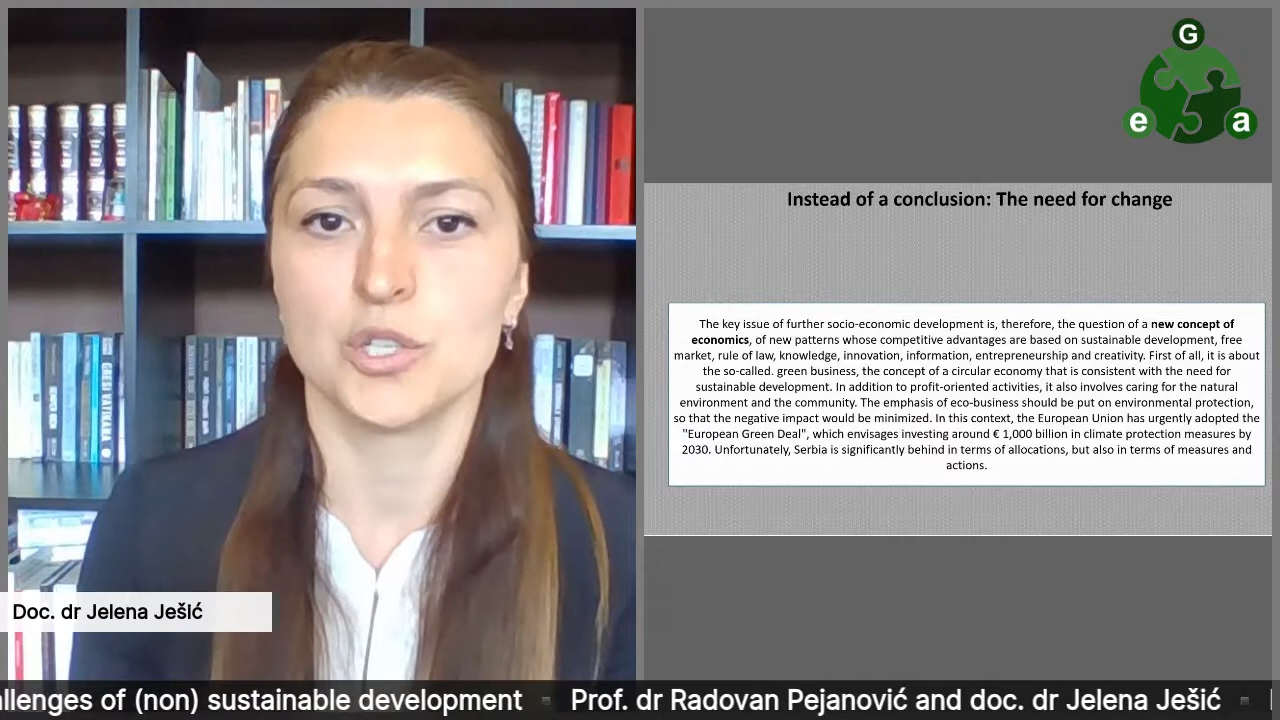 G
e a
Instead of a conclusion: The need for change
The key issue of further socio-economic development is, therefore, the question of a new concept of
economics, of new patterns whose competitive advantages are based on sustainable development, free
market, rule of law, knowledge, innovation, information, entrepreneurship and creativity. First of all, it is about
the so-called. green business, the concept of a circular economy that is consistent with the need for
sustainable development. In addition to profit-oriented activities, it also involves caring for the natural
environment and the community. The emphasis of eco-business should be put on environmental protection,
so that the negative impact would be minimized. In this context, the European Union has urgently adopted the
"European Green Deal", which envisages investing around € 1,000 billion in climate protection measures by
2030. Unfortunately, Serbia is significantly behind in terms of allocations, but also in terms of measures and
actions.
GRESI VATIKANA
Doc. dr Jelena Ješić
allenges of (non) sustainable development Prof. dr Radovan Pejanović and doc. dr Jelena Ješić